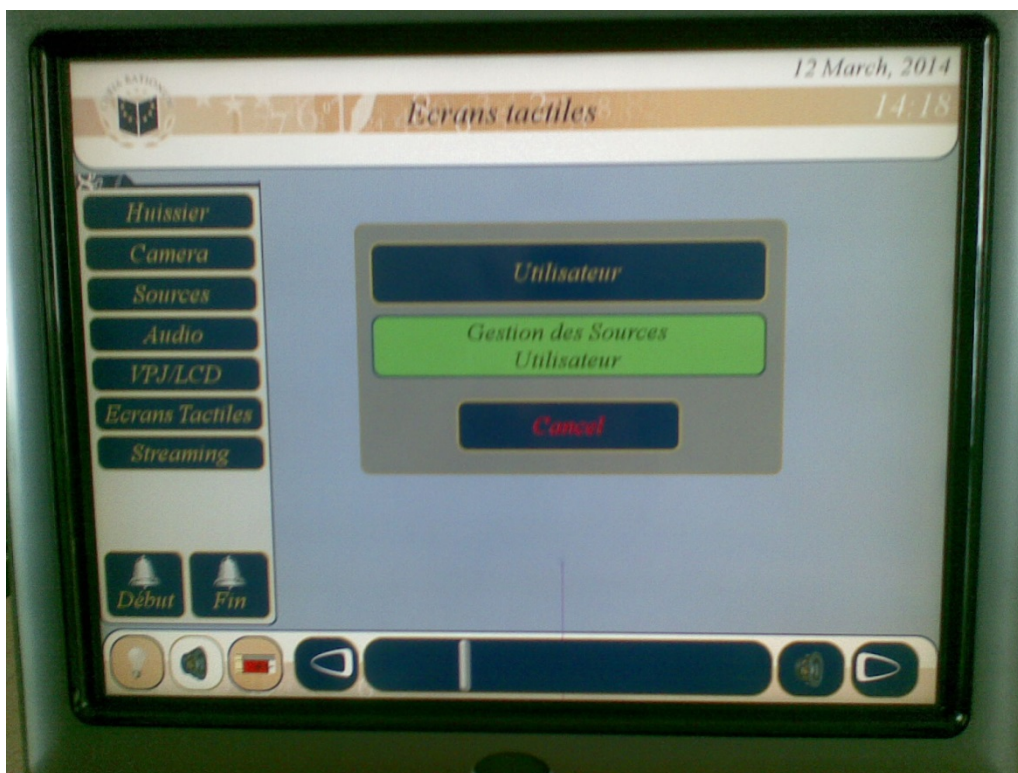 12 March, 2014
Ecrans tactiles
14:18
Huissier
Camera
Sources
Audio
VPJ/LCD
Ecrans Tactiles
Streaming
Utilisateur
Gestion des Sources
Utilisateur
Cancel
Début
Fin